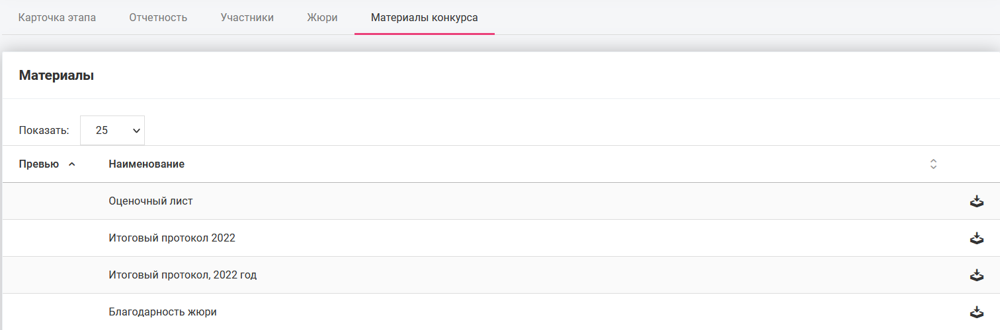 Карточка этапа Отчетность Участники Жюри Материалы конкурса
Материалы
Показать: 25
Превью Наименование
Оценочный лист
Итоговый протокол 2022
Итоговый протокол, 2022 год
Благодарность жюри